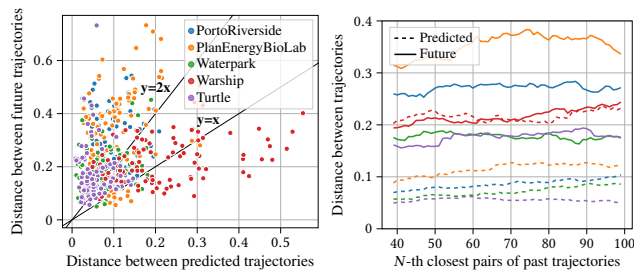 Distance between future trajectories
0.8
0.6
0.4
0.2
0
0
0.1
0.2
0.3
0.4
0.5
Distance between predicted trajectories
PortoRiverside
PlanEnergyBioLab
Waterpark
Warship
Turtle
y=2x
y=x
Distance between trajectories
0.4
0.3
0.2
0.1
0
40
50
60
70
80
90
100
N-th closest pairs of past trajectories
Predicted
Future